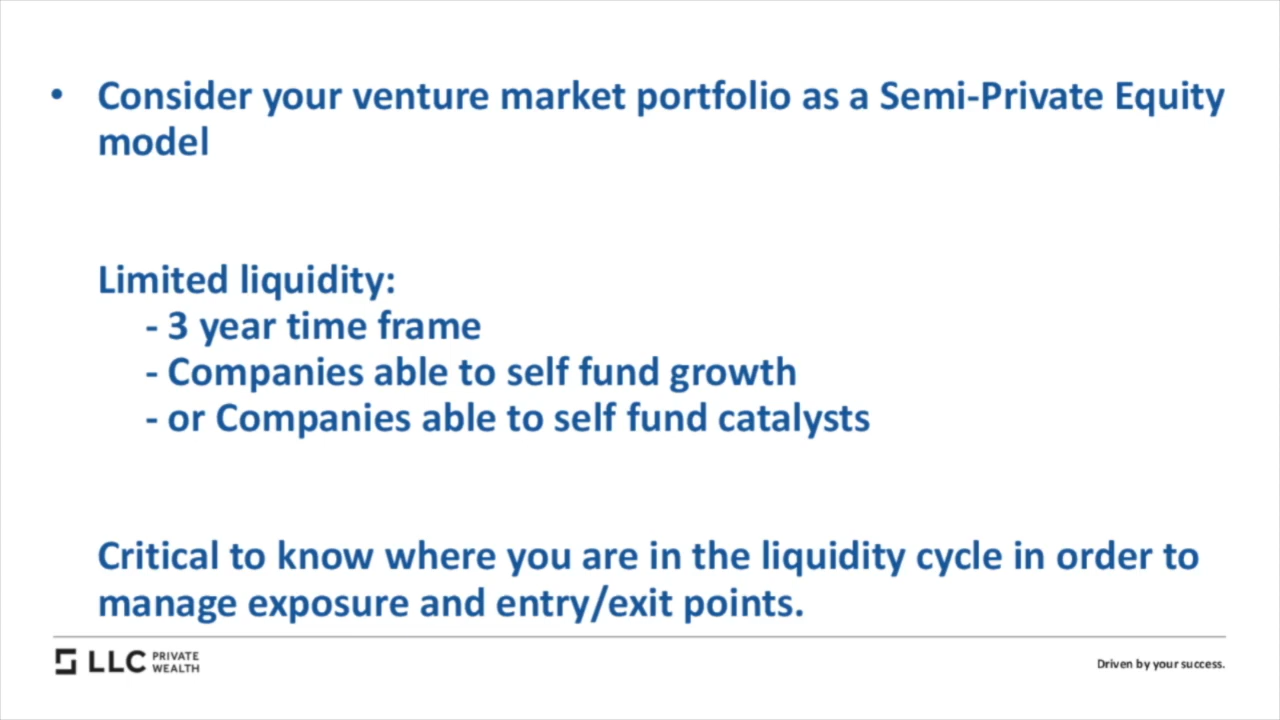 • Consider your venture market portfolio as a Semi-Private Equity
model
Limited liquidity:
- 3 year time frame
- Companies able to self fund growth
- or Companies able to self fund catalysts
Critical to know where you are in the liquidity cycle in order to
manage exposure and entry/exit points.
LLC PRIVATE
WEALTH
Driven by your success.